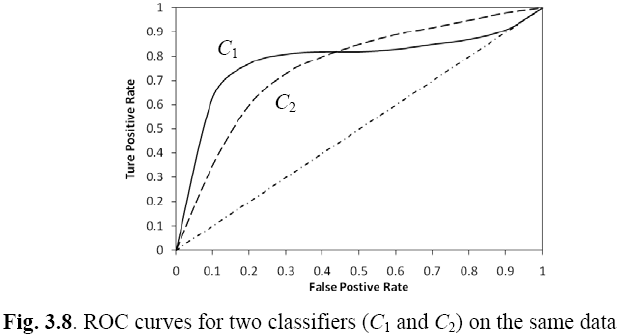 1
0.9
0.8
0.7
0.6
0.5
0.4
0.3
0.2
0.1
0
Ture Positive Rate
C1
C2
0 0.1 0.2 0.3 0.4 0.5 0.6 0.7 0.8 0.9 1
False Postive Rate
Fig. 3.8. ROC curves for two classifiers (C1 and C2) on the same data